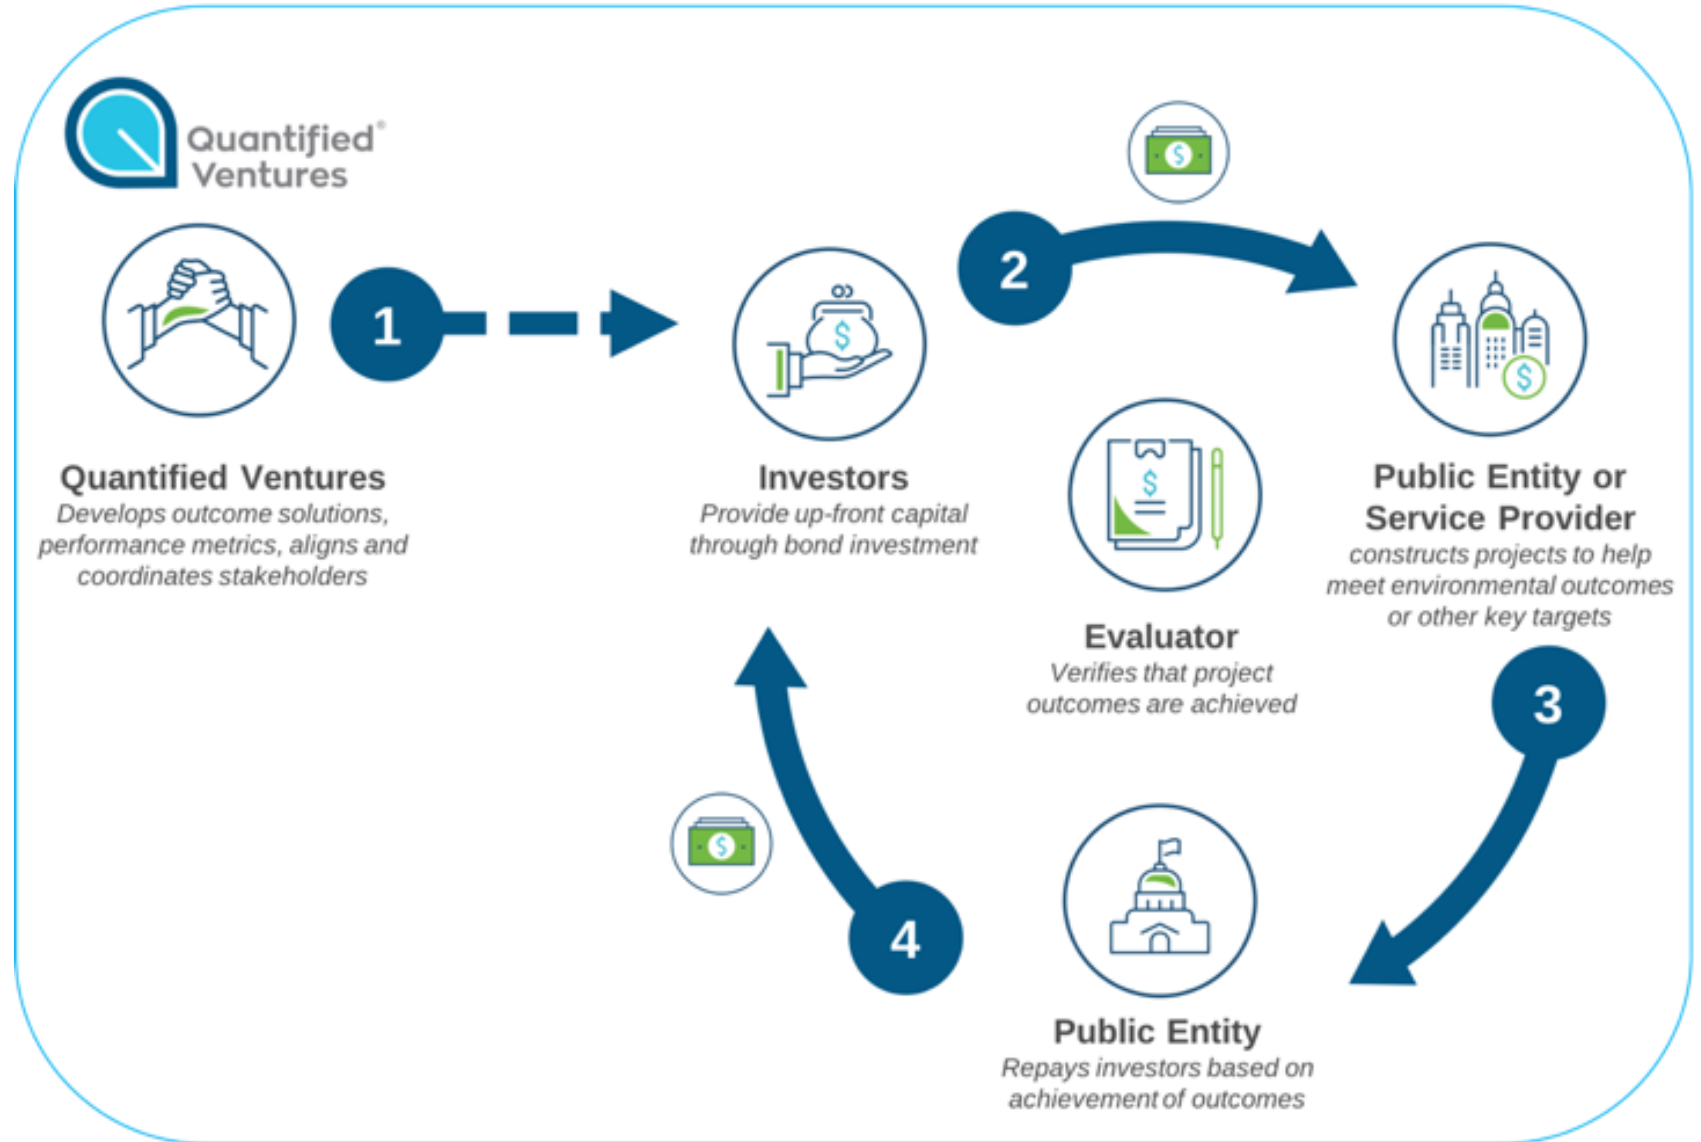 Quantified®
Ventures
1
2
$
$
$
$
Quantified Ventures
Develops outcome solutions,
performance metrics, aligns and
coordinates stakeholders
Investors
Provide up-front capital
through bond investment
$
Evaluator
Verifies that project
outcomes are achieved
Public Entity or
Service Provider
constructs projects to help
meet environmental outcomes
or other key targets
3
$
4
Public Entity
Repays investors based on
achievement of outcomes